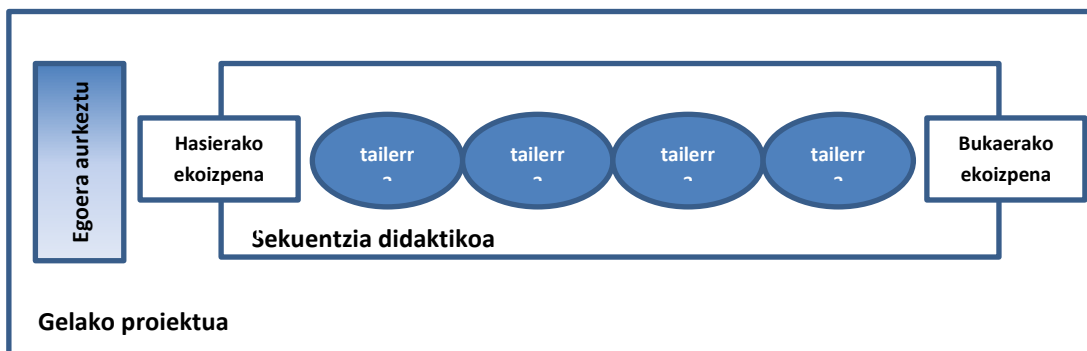 Egoera aurkeztu
Hasierako
ekoizpena
tailerr
tailerr
tailerr
tailerr
Bukaerako
ekoizpena
Sekuentzia didaktikoa
Gelako proiektua